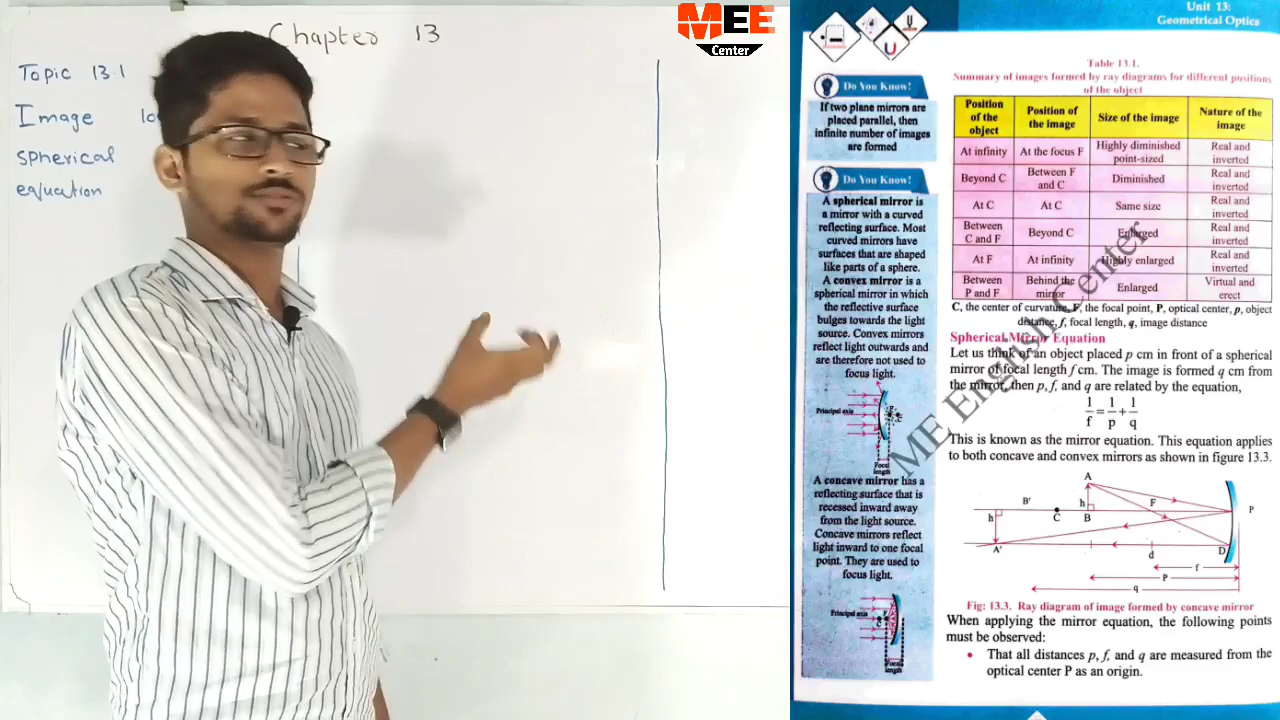 Chapter 13
Topic 13.1
Image lo
spherical
equation
MEE
Center
Unit 13:
Geometrical Optics
Do You Know!
If two plane mirrors are
placed parallel, then
infinite number of images
are formed
Do You Know!
A spherical mirror is
a mirror with a curved
reflecting surface. Most
curved mirrors have
surfaces that are shaped
like parts of a sphere.
A convex mirror is a
spherical mirror in which
the reflective surface
bulges towards the light
source. Convex mirrors
reflect light outwards and
are therefore not used to
focus light.
Principal axis
F
C
Focal
length
A concave mirror has a
reflecting surface that is
recessed inward away
from the light source.
Concave mirrors reflect
light inward to one focal
point. They are used to
focus light.
Principal axis
F
C
Focal
length
Table 13.1.
Summary of images formed by ray diagrams for different positions
of the object
Position of the object Position of the image Size of the image Nature of the image
At infinity At the focus F Highly diminished point-sized Real and inverted
Beyond C Between F and C Diminished Real and inverted
At C At C Same size Real and inverted
Between C and F Beyond C Enlarged Real and inverted
At F At infinity Highly enlarged Real and inverted
Between P and F Behind the mirror Enlarged Virtual and erect
C, the center of curvature, F, the focal point, P, optical center, p, object
distance, f, focal length, q, image distance
Spherical Mirror Equation
Let us think of an object placed p cm in front of a spherical
mirror of focal length f cm. The image is formed q cm from
the mirror, then p, f, and q are related by the equation,
1/f = 1/p + 1/q
This is known as the mirror equation. This equation applies
to both concave and convex mirrors as shown in figure 13.3.
A
B' h F P
h C B
A' d D
f
P
q
Fig: 13.3. Ray diagram of image formed by concave mirror
When applying the mirror equation, the following points
must be observed:
• That all distances p, f, and q are measured from the
optical center P as an origin.
ME English Center